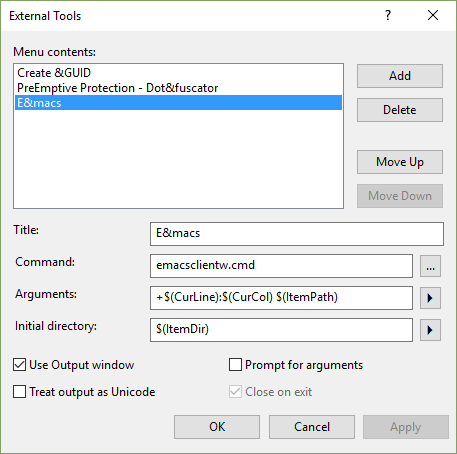 External Tools
?
Menu contents:
Create &GUID
PreEmptive Protection - Dot&fuscator
E&macs
Add
Delete
Move Up
Move Down
Title:
E&macs
Command:
emacsclientw.cmd
...
Arguments:
+$(CurLine):$(CurCol) $(ItemPath)
Initial directory:
$(ItemDir)
Use Output window
Prompt for arguments
Treat output as Unicode
Close on exit
OK
Cancel
Apply